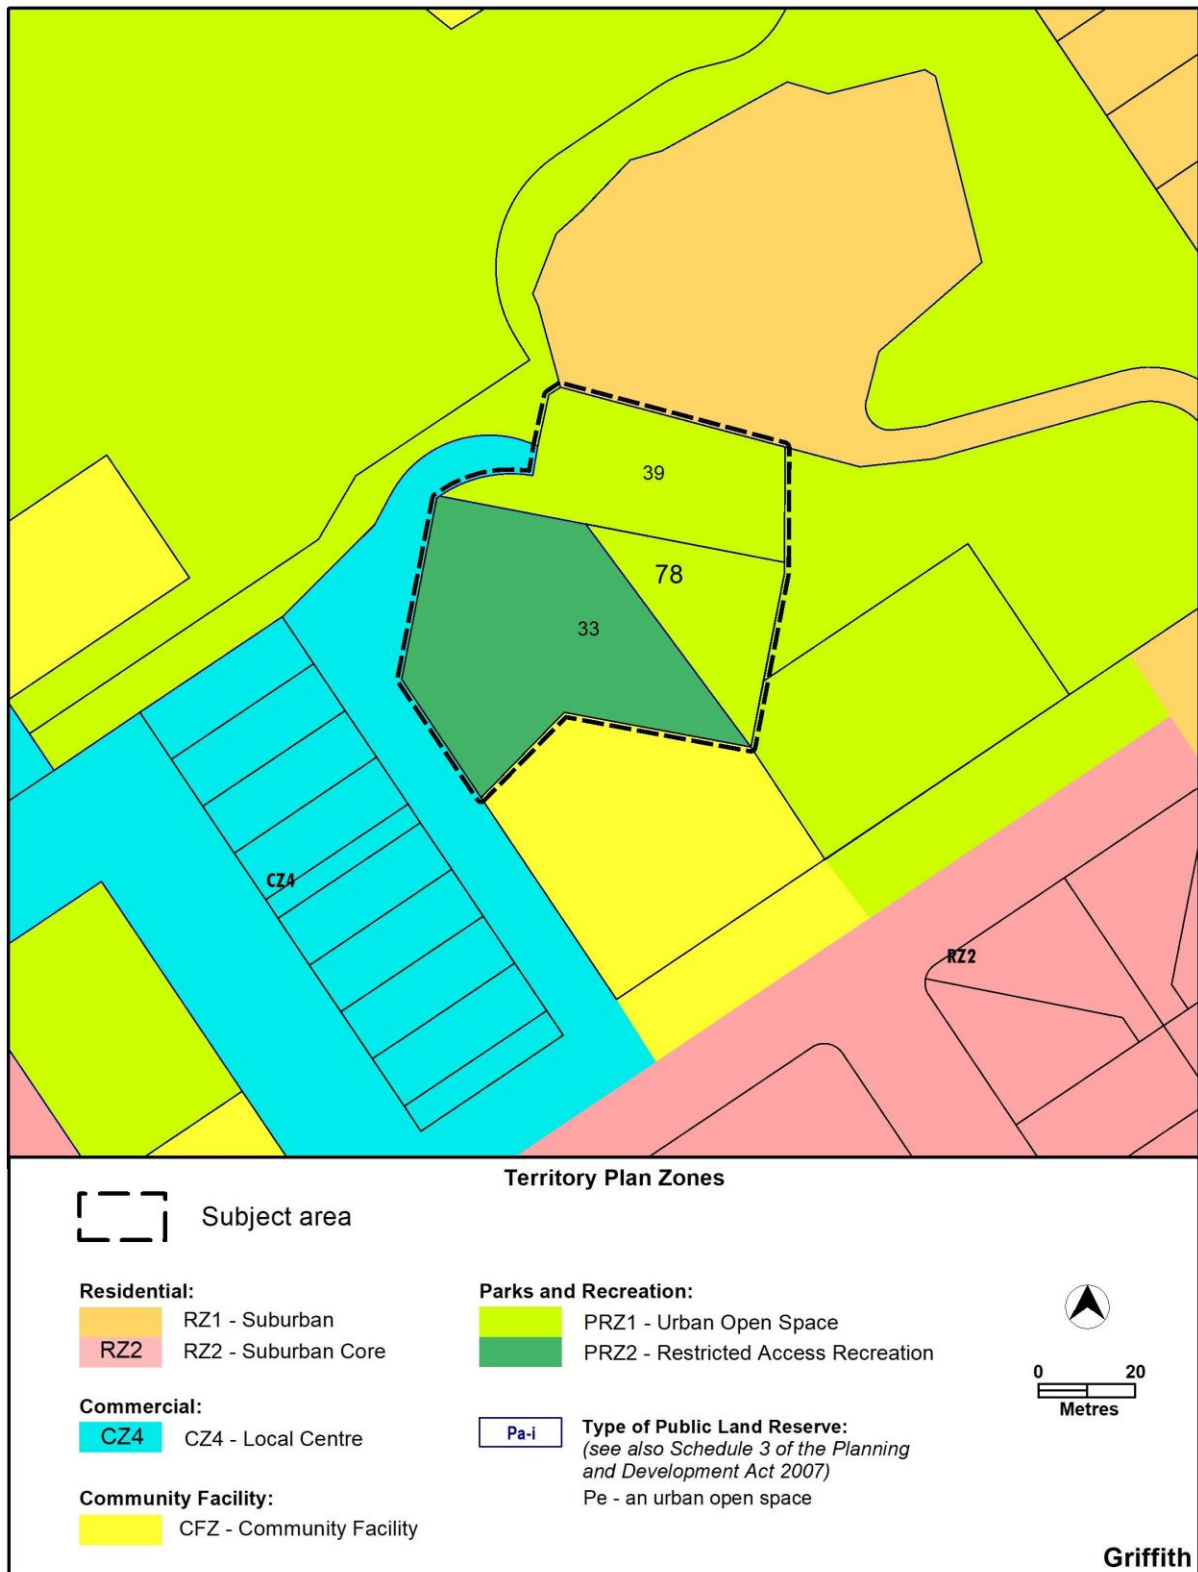 39
78
33
CZ4
RZ2
Territory Plan Zones
Subject area
Residential:
RZ1 - Suburban
RZ2
RZ2 - Suburban Core
Commercial:
CZ4
CZ4 - Local Centre
Community Facility:
CFZ - Community Facility
Parks and Recreation:
PRZ1 - Urban Open Space
PRZ2 - Restricted Access Recreation
Pa-i
Type of Public Land Reserve:
(see also Schedule 3 of the Planning
and Development Act 2007)
Pe - an urban open space
0 20
Metres
Griffith